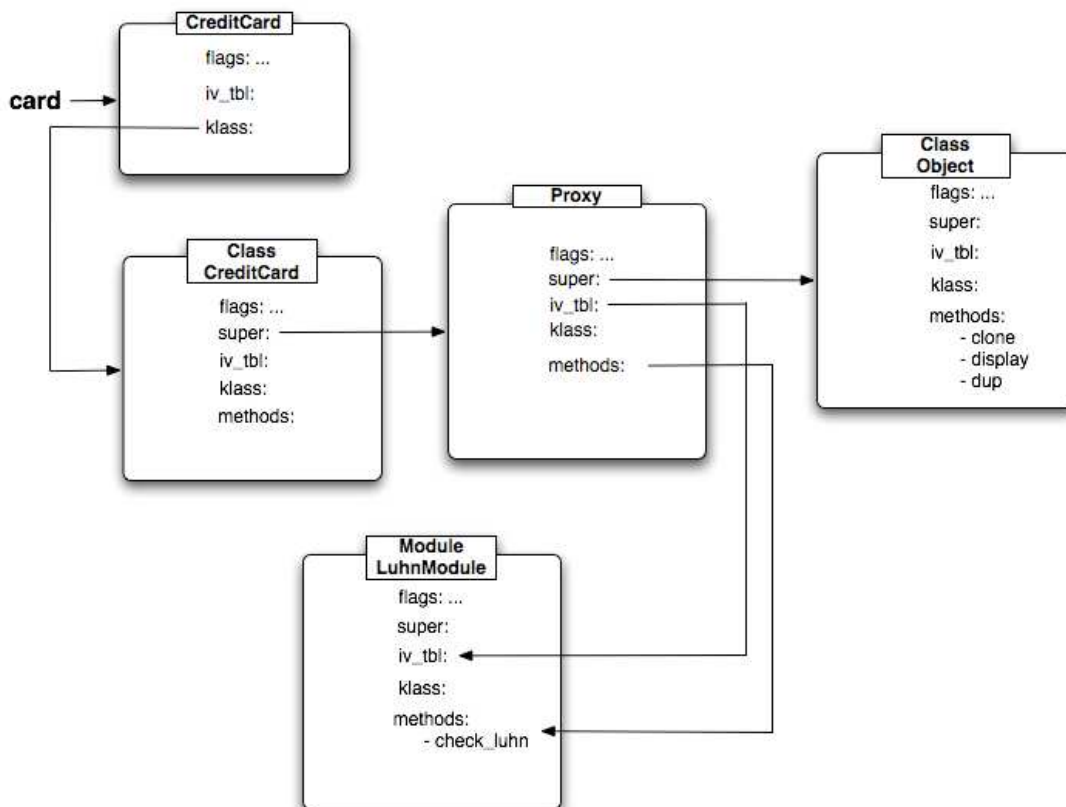 CreditCard
flags: ...
iv_tbl:
klass:
card
Class
CreditCard
flags: ...
super:
iv_tbl:
klass:
methods:
Proxy
flags: ...
super:
iv_tbl:
klass:
methods:
Class
Object
flags: ...
super:
iv_tbl:
klass:
methods:
- clone
- display
- dup
Module
LuhnModule
flags: ...
super:
iv_tbl:
klass:
methods:
- check_luhn